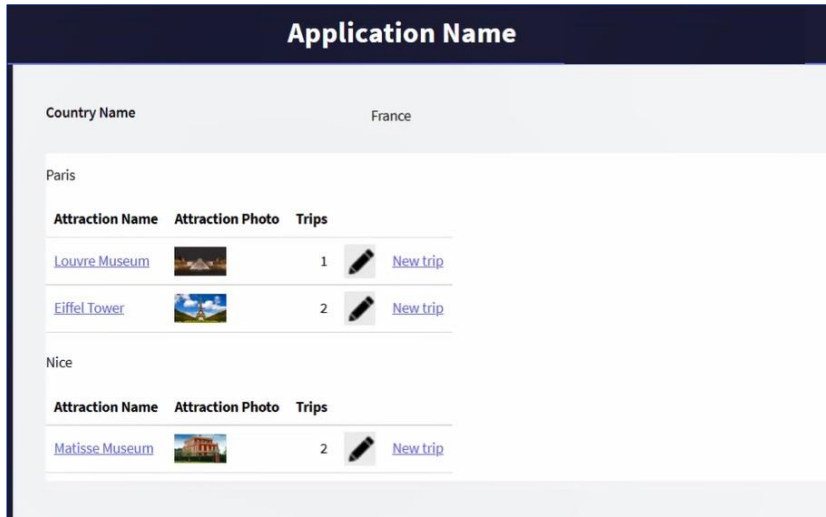 Application Name
Country Name France
Paris
Attraction Name Attraction Photo Trips
Louvre Museum 1 New trip
Eiffel Tower 2 New trip
Nice
Attraction Name Attraction Photo Trips
Matisse Museum 2 New trip